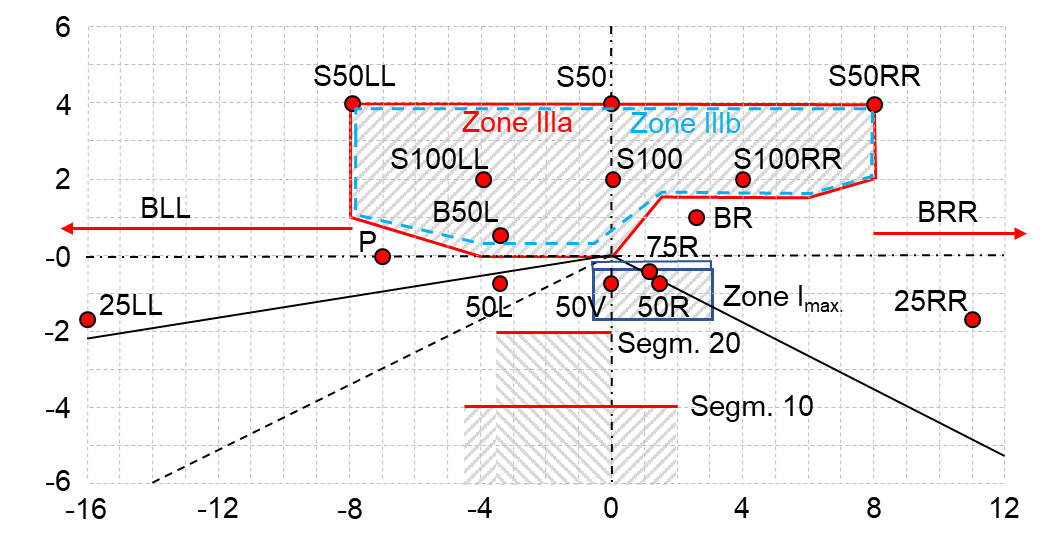 6
S50LL
S50
S50RR
4
Zone IIIa
Zone IIIb
S100LL
S100
S100RR
2
BLL
B50L
BR
BRR
P
75R
-0
25LL
50L
50V
50R
Zone Imax.
25RR
-2
Segm. 20
-4
Segm. 10
-6
-16
-12
-8
-4
0
4
8
12